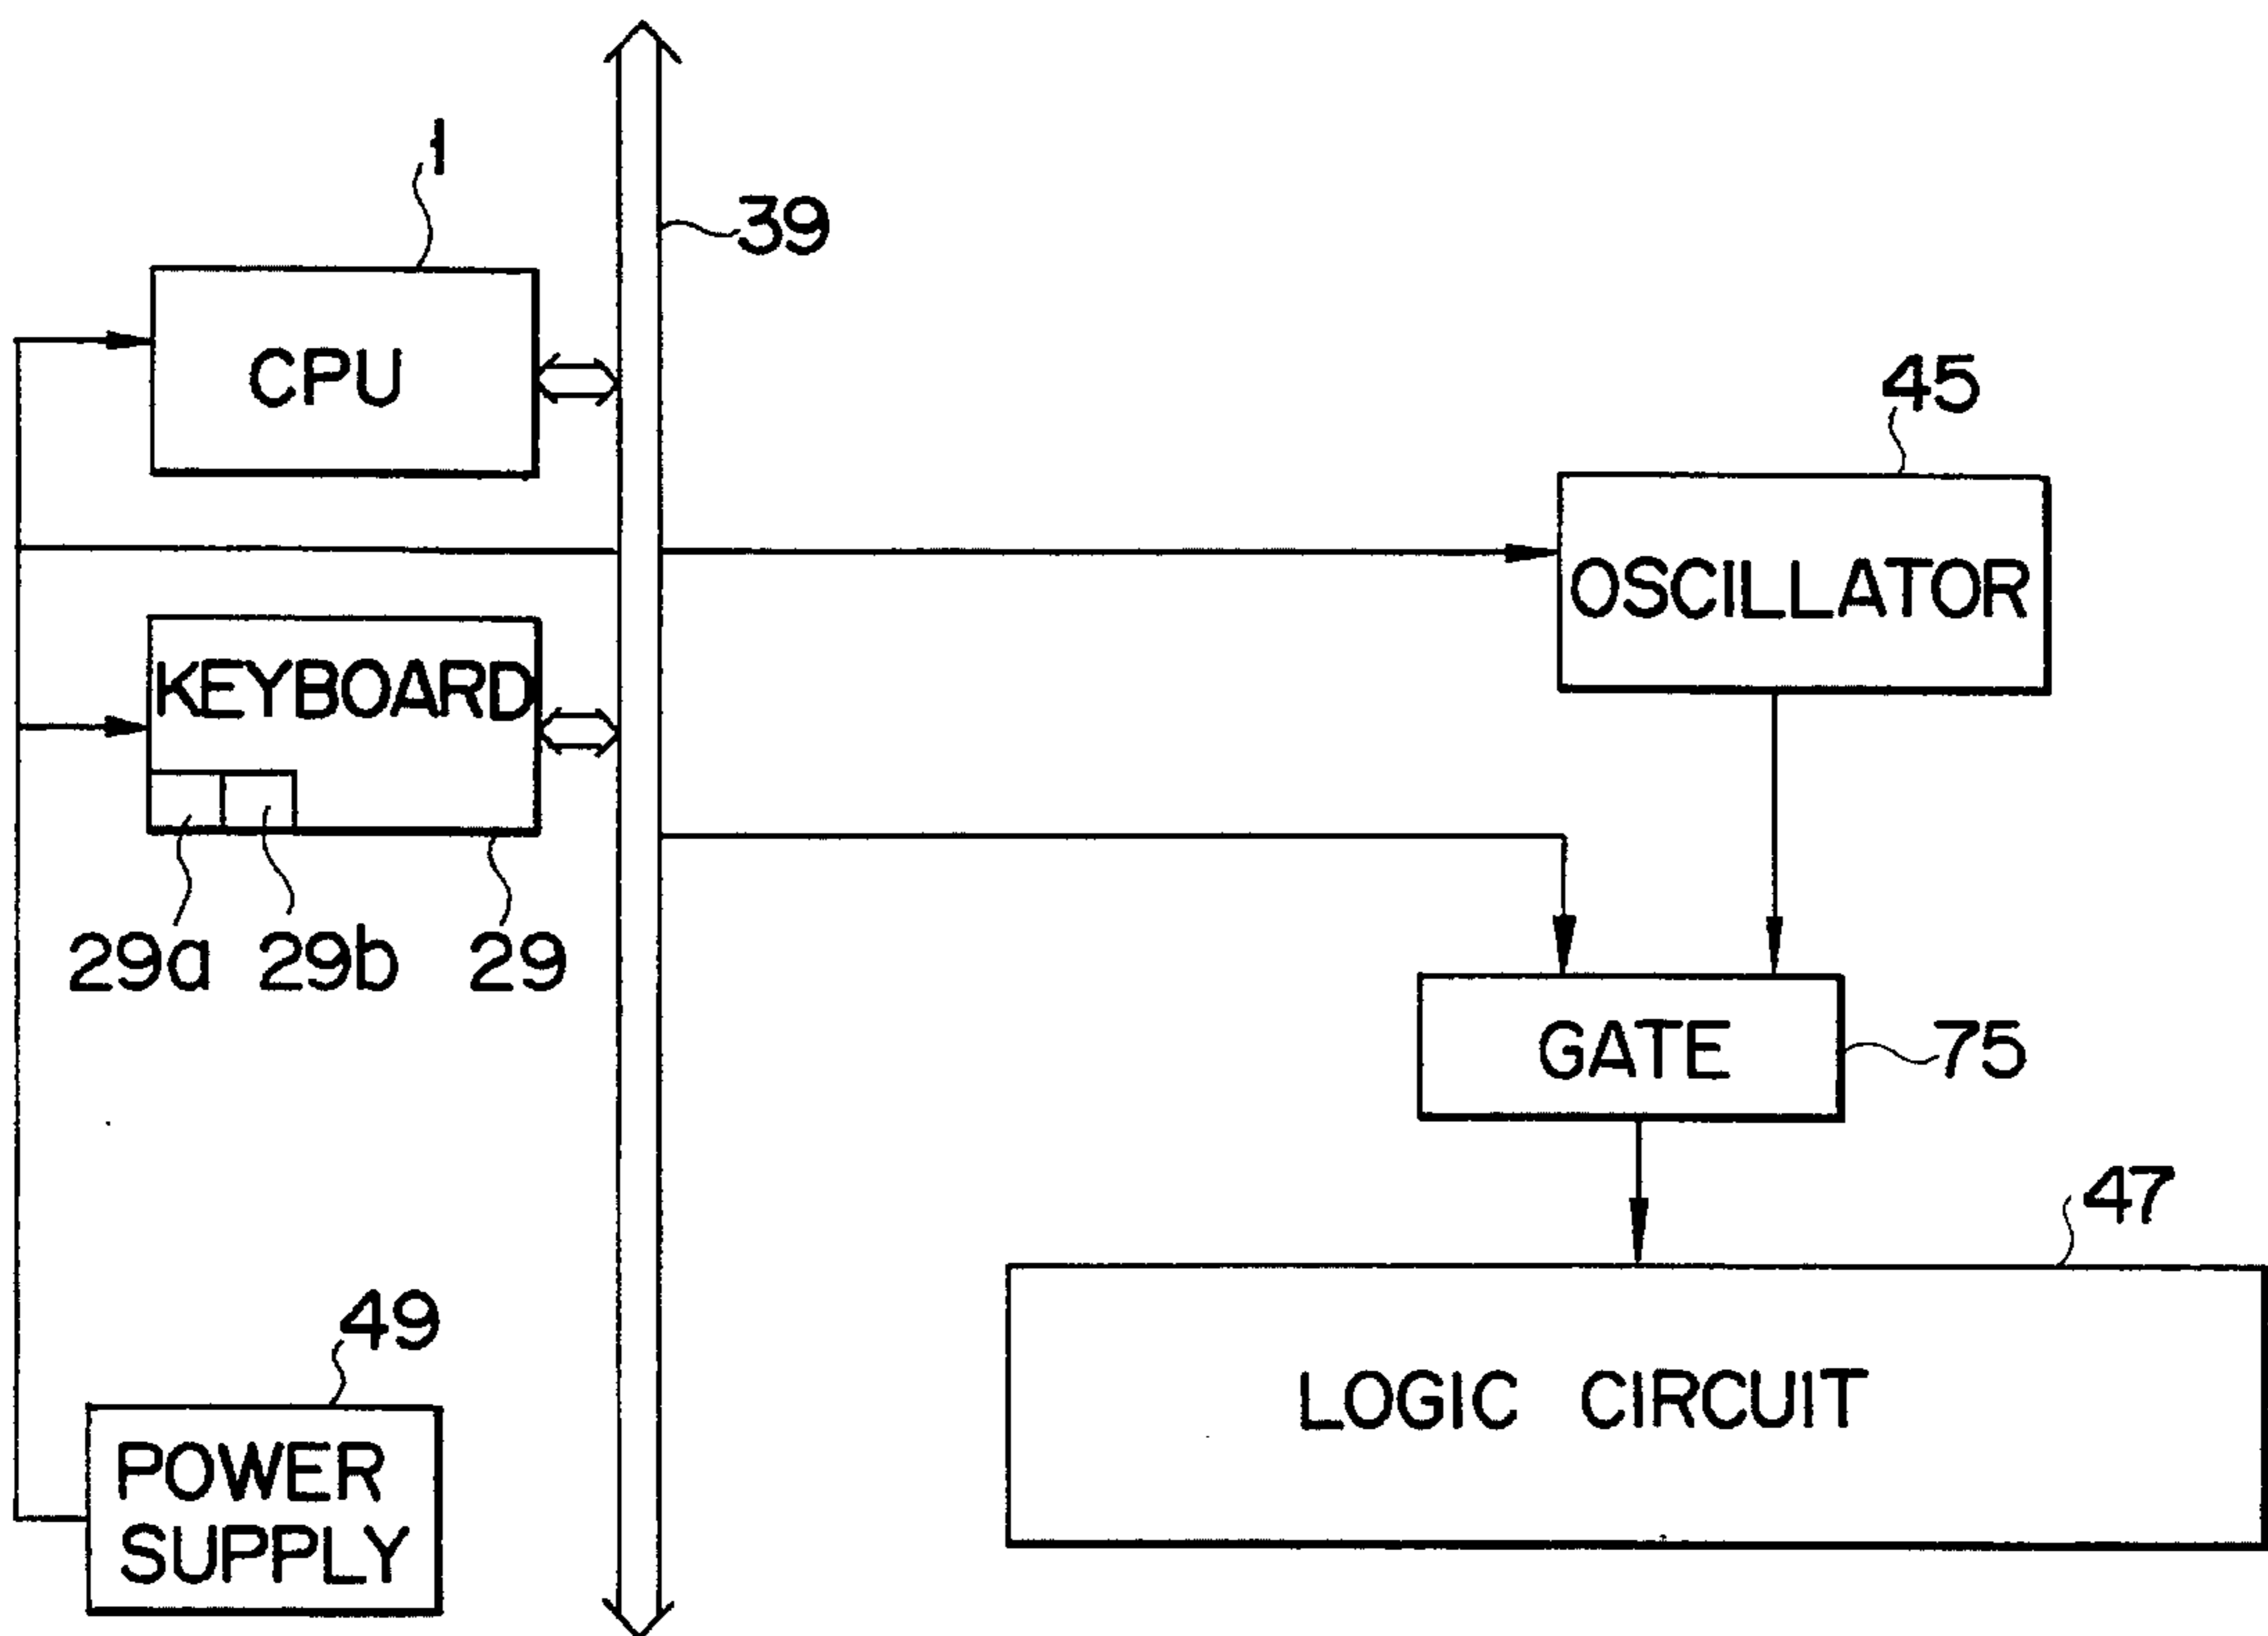 1
39
CPU
45
OSCILLATOR
KEYBOARD
29a 29b 29
GATE
75
47
49
LOGIC CIRCUIT
POWER
SUPPLY